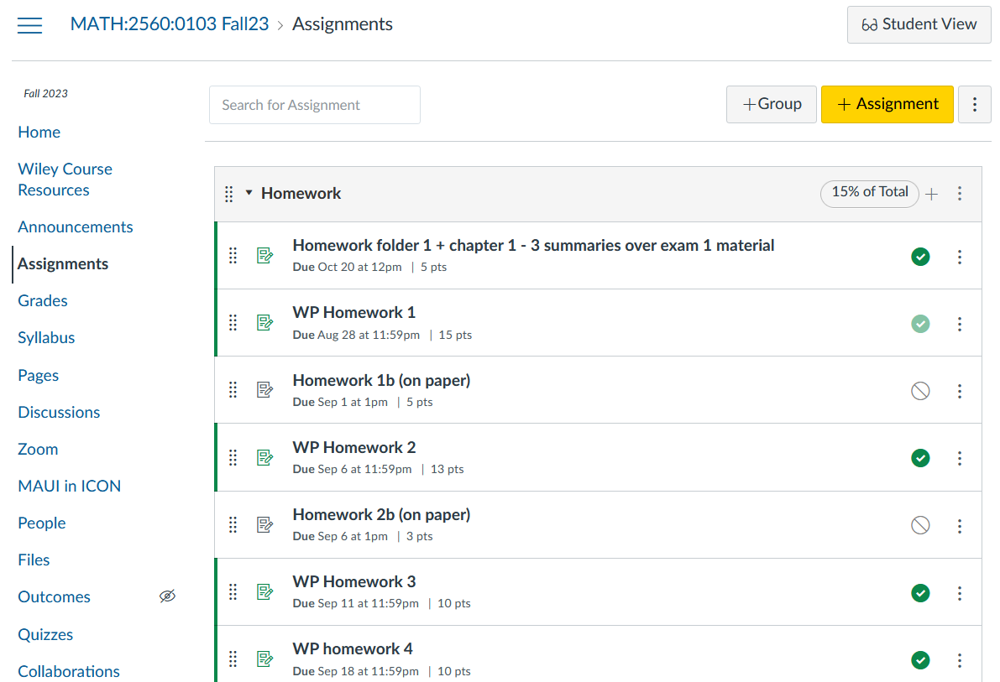 MATH:2560:0103 Fall23 > Assignments
Student View
Fall 2023
Home
Wiley Course
Resources
Announcements
Assignments
Grades
Syllabus
Pages
Discussions
Zoom
MAUI in ICON
People
Files
Outcomes
Quizzes
Collaborations
Search for Assignment
+Group
+ Assignment
Homework
15% of Total +
Homework folder 1 + chapter 1 - 3 summaries over exam 1 material
Due Oct 20 at 12pm | 5 pts
WP Homework 1
Due Aug 28 at 11:59pm | 15 pts
Homework 1b (on paper)
Due Sep 1 at 1pm | 5 pts
WP Homework 2
Due Sep 6 at 11:59pm | 13 pts
Homework 2b (on paper)
Due Sep 6 at 1pm | 3 pts
WP Homework 3
Due Sep 11 at 11:59pm | 10 pts
WP homework 4
Due Sep 18 at 11:59pm | 10 pts